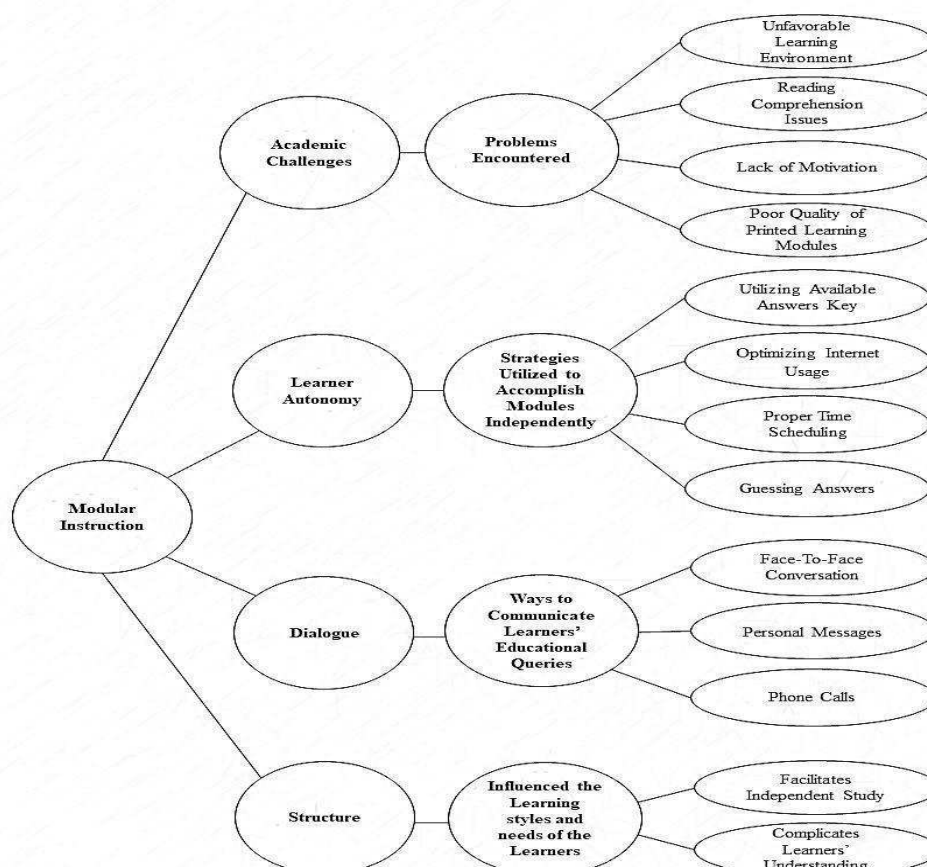 Unfavorable
Learning
Environment
Reading
Comprehension
Issues
Academic
Challenges
Problems
Encountered
Lack of Motivation
Poor Quality of
Printed Learning
Modules
Utilizing Available
Answers Key
Strategies
Utilized to
Accomplish
Modules
Independently
Optimizing Internet
Usage
Learner
Autonomy
Proper Time
Scheduling
Guessing Answers
Modular
Instruction
Face-To-Face
Conversation
Ways to
Communicate
Learners’
Educational
Queries
Dialogue
Personal Messages
Phone Calls
Facilitates
Independent Study
Structure
Influenced the
Learning
styles and
needs of the
Learners
Complicates
Learners’
Understanding